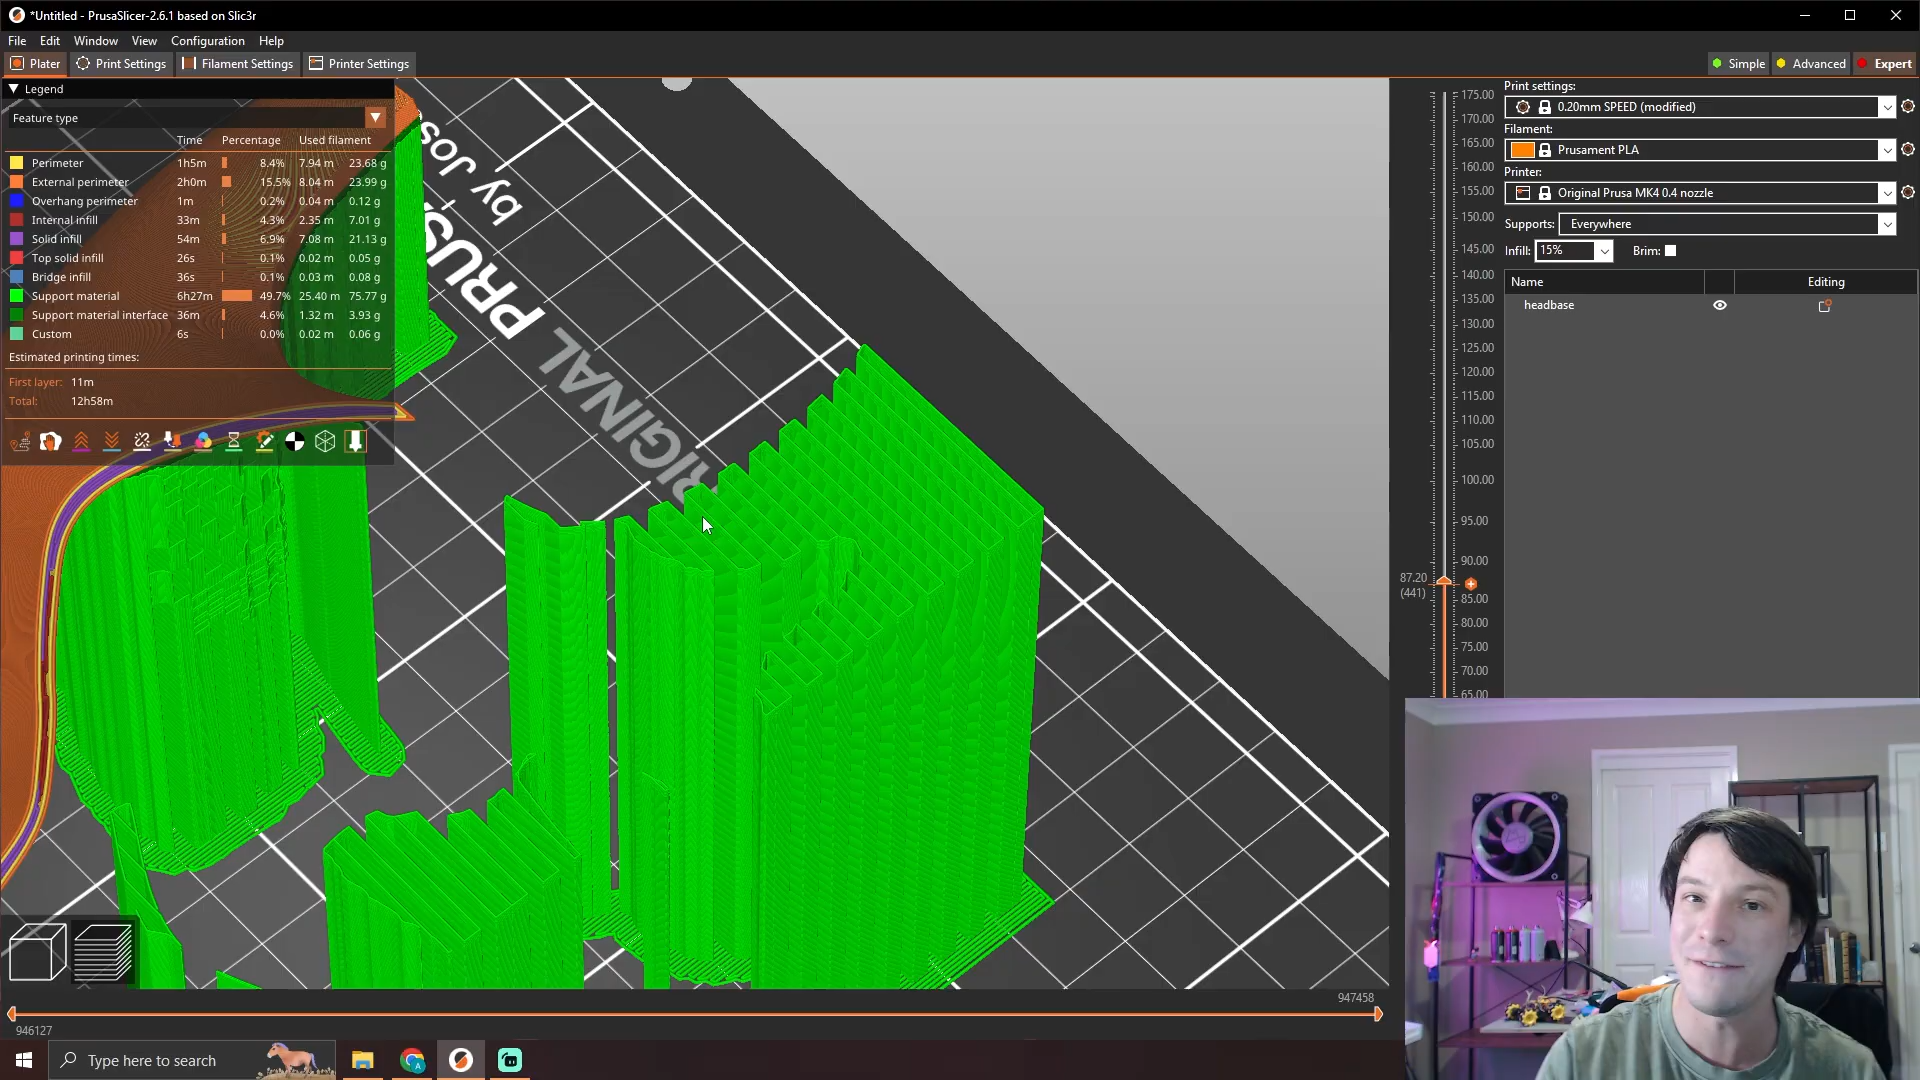 *Untitled - PrusaSlicer-2.6.1 based on Slic3r
File Edit Window View Configuration Help
Plater Print Settings Filament Settings Printer Settings
Simple Advanced Expert
Legend
Feature type
Time Percentage Used filament
Perimeter 1h5m 8.4% 7.94 m 23.68 g
External perimeter 2h0m 15.5% 8.04 m 23.99 g
Overhang perimeter 1m 0.2% 0.04 m 0.12 g
Internal infill 33m 4.3% 2.35 m 7.01 g
Solid infill 54m 6.9% 7.08 m 21.13 g
Top solid infill 26s 0.1% 0.02 m 0.05 g
Bridge infill 36s 0.1% 0.03 m 0.08 g
Support material 6h27m 49.7% 25.40 m 75.77 g
Support material interface 36m 4.6% 1.32 m 3.93 g
Custom 6s 0.0% 0.02 m 0.06 g
Estimated printing times:
First layer: 11m
Total: 12h58m
by Jos
RIGINAL PRUS
175.00
170.00
165.00
160.00
155.00
150.00
145.00
140.00
135.00
130.00
125.00
120.00
115.00
110.00
105.00
100.00
95.00
90.00
87.20
(441)
85.00
80.00
75.00
70.00
65.00
Print settings:
0.20mm SPEED (modified)
Filament:
Prusament PLA
Printer:
Original Prusa MK4 0.4 nozzle
Supports: Everywhere
Infill: 15% Brim:
Name Editing
headbase
947458
946127
Type here to search